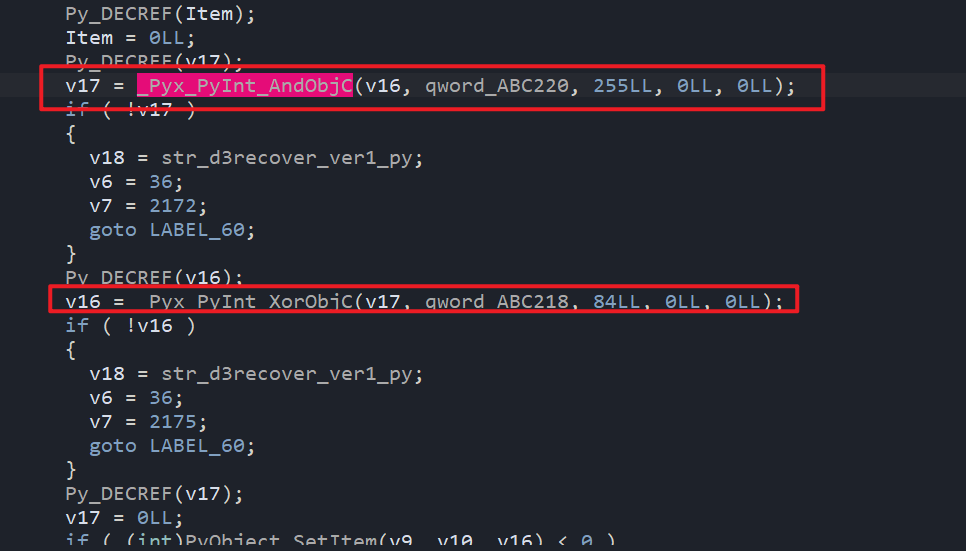 Py_DECREF(Item);
Item = 0LL;
Py_DECREF(v17);
v17 = _Pyx_PyInt_AndObjC(v16, qword_ABC220, 255LL, 0LL, 0LL);
if ( !v17 )
{
v18 = str_d3recover_ver1_py;
v6 = 36;
v7 = 2172;
goto LABEL_60;
}
Py_DECREF(v16);
v16 = _Pyx_PyInt_XorObjC(v17, qword_ABC218, 84LL, 0LL, 0LL);
if ( !v16 )
{
v18 = str_d3recover_ver1_py;
v6 = 36;
v7 = 2175;
goto LABEL_60;
}
Py_DECREF(v17);
v17 = 0LL;
if ( (int)PyObject_SetItem(v9, v10, v16) < 0 )